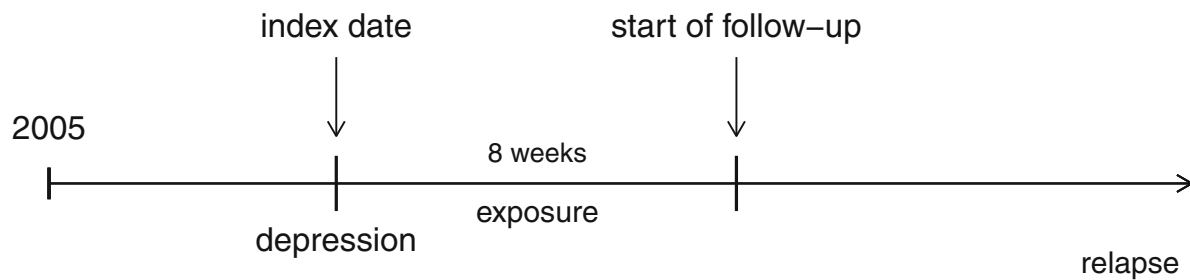 index date
start of follow−up
2005
8 weeks
exposure
depression
relapse